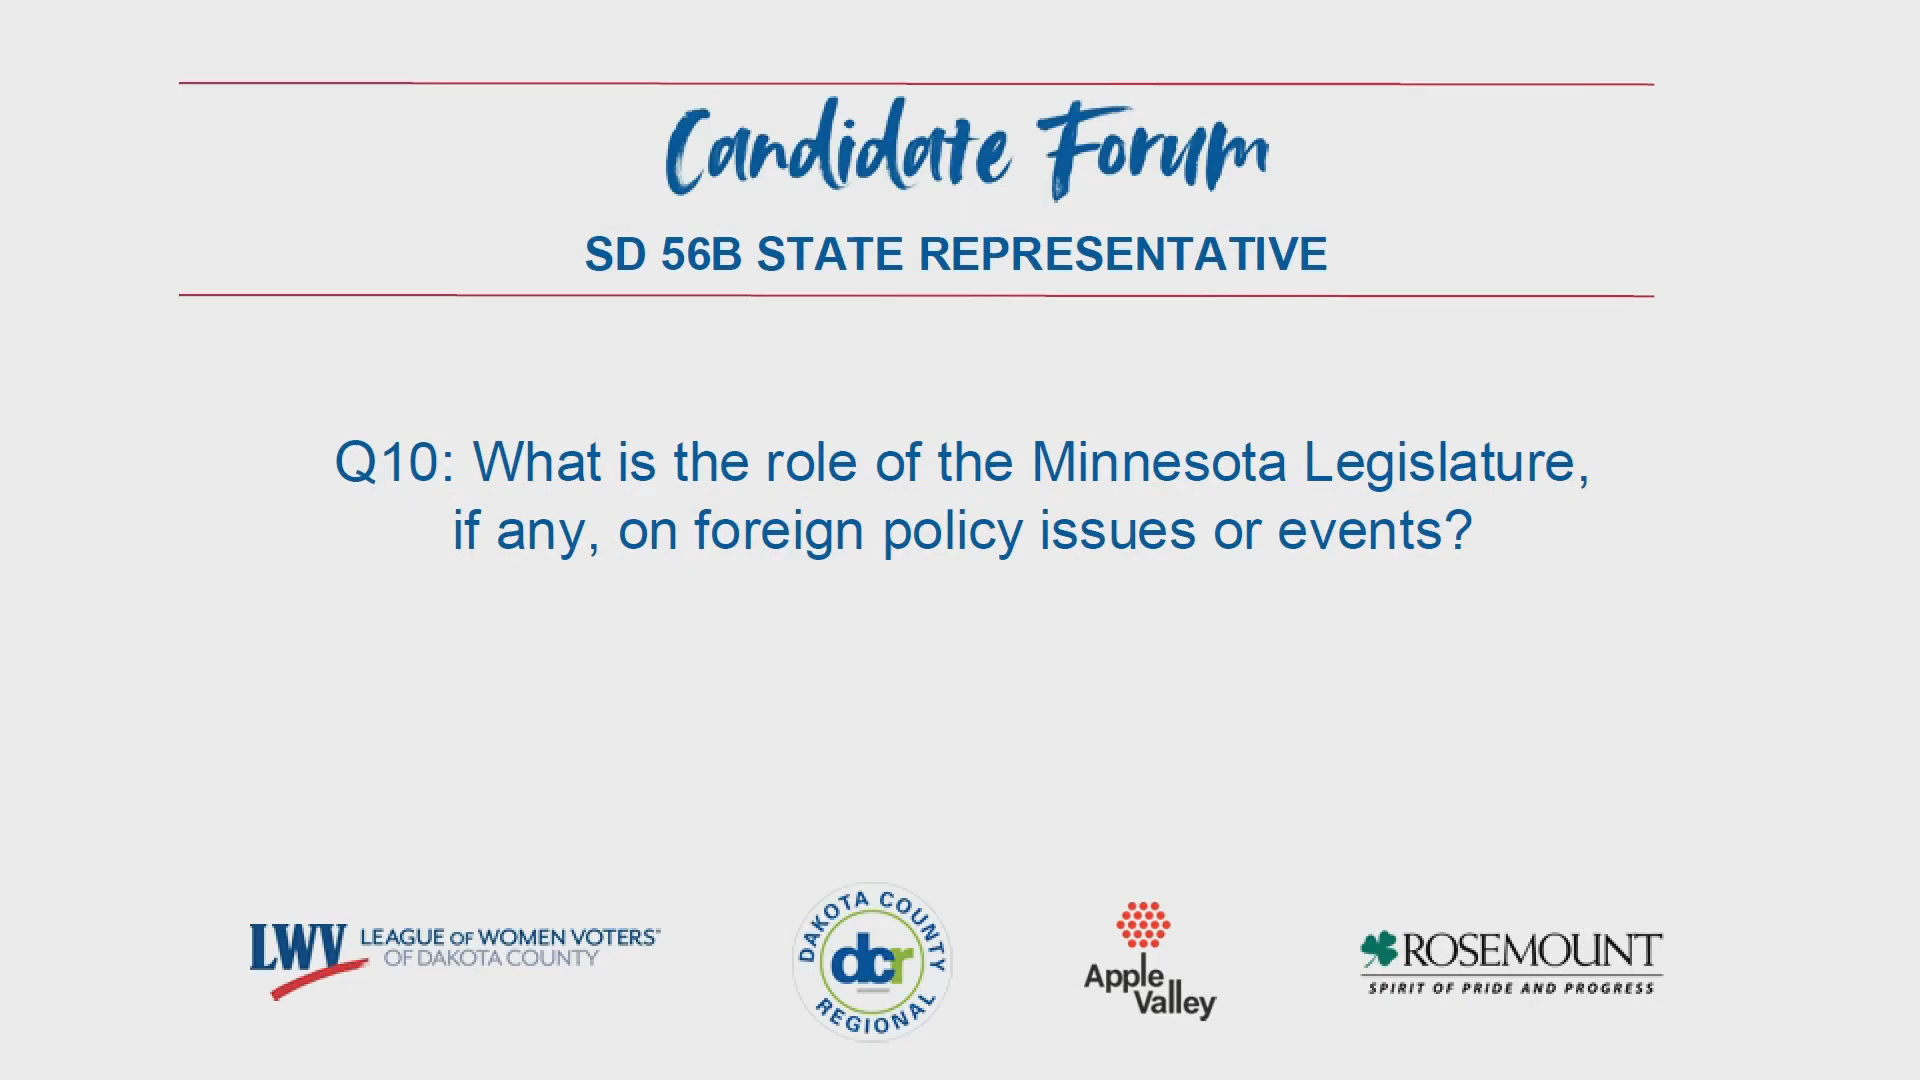 Candidate Forum
SD 56B STATE REPRESENTATIVE
Q10: What is the role of the Minnesota Legislature,
if any, on foreign policy issues or events?
LWV LEAGUE OF WOMEN VOTERS®
OF DAKOTA COUNTY
DAKOTA COUNTY
dcr
REGIONAL
Apple
Valley
ROSEMOUNT
SPIRIT OF PRIDE AND PROGRESS